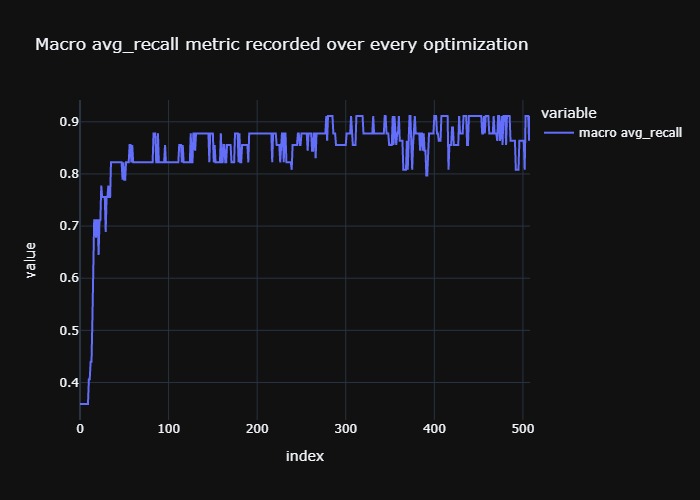 Macro avg_recall metric recorded over every optimization
variable
macro avg_recall
value
0.9
0.8
0.7
0.6
0.5
0.4
0
100
200
300
400
500
index